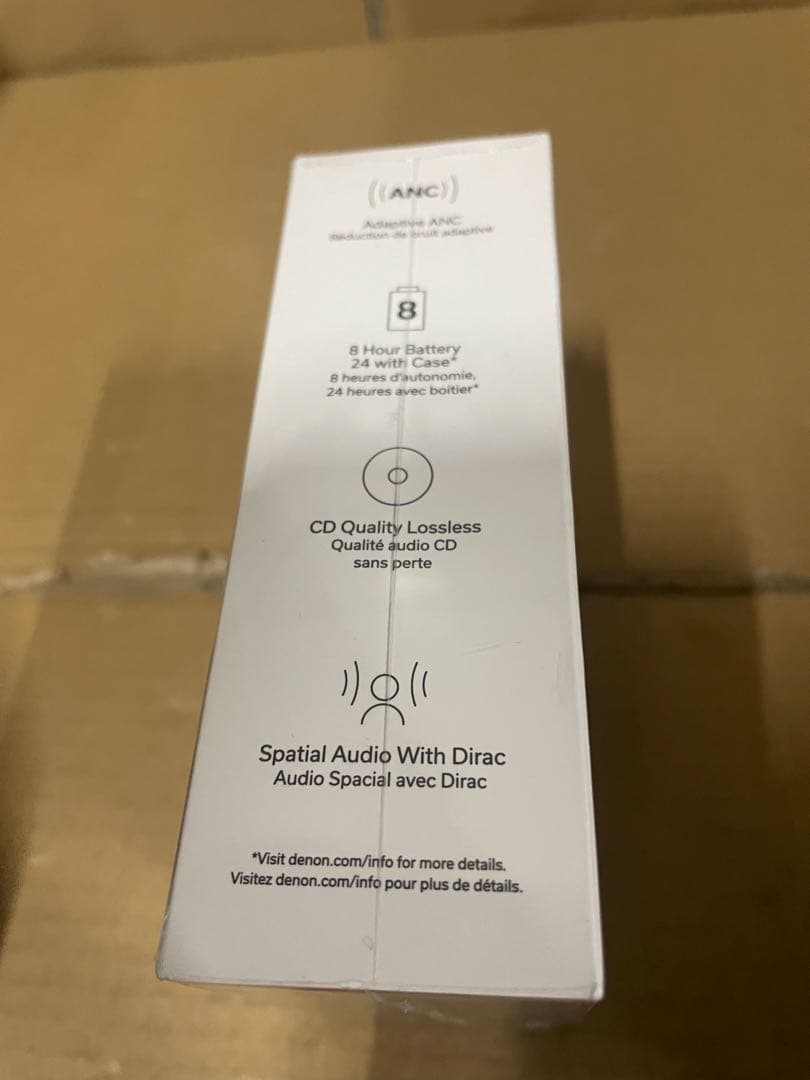 ((ANC))
Adaptive ANC
Réduction de bruit adaptive
8
8 Hour Battery
24 with Case*
8 heures d'autonomie,
24 heures avec boitier*
CD Quality Lossless
Qualité audio CD
sans perte
Spatial Audio With Dirac
Audio Spacial avec Dirac
*Visit denon.com/info for more details.
Visitez denon.com/info pour plus de détails.